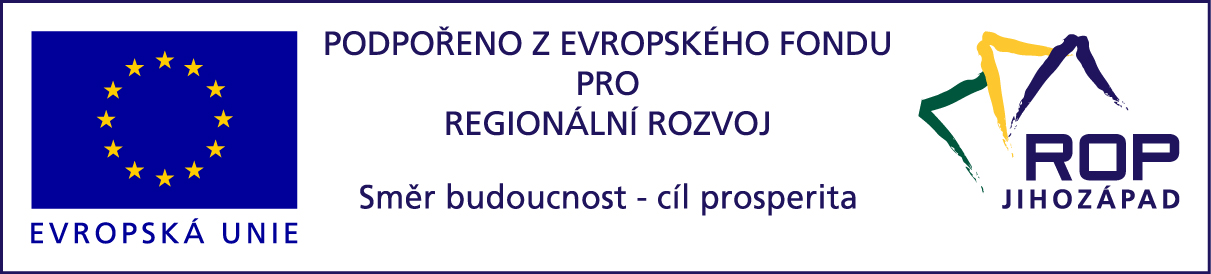 EVROPSKÁ UNIE
PODPOŘENO Z EVROPSKÉHO FONDU
PRO
REGIONÁLNÍ ROZVOJ
Směr budoucnost - cíl prosperita
ROP
JIHOZÁPAD